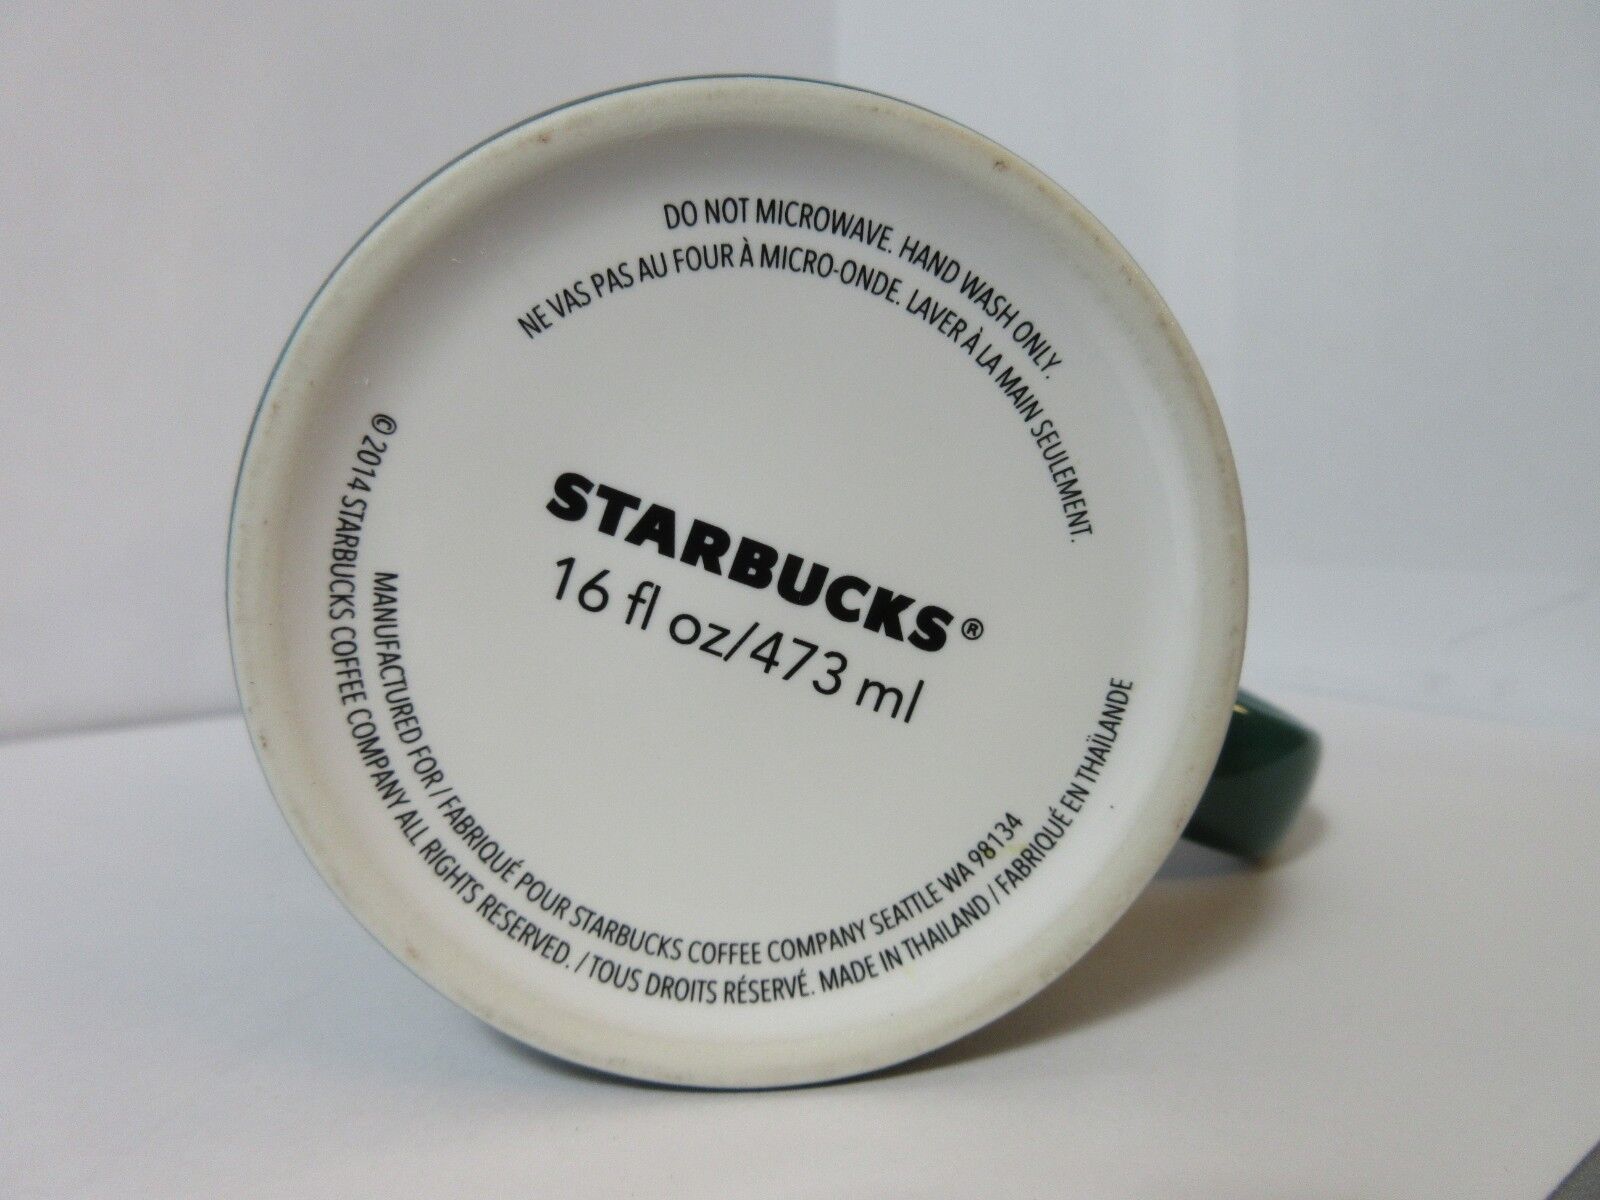 DO NOT MICROWAVE. HAND WASH ONLY.
NE VAS PAS AU FOUR À MICRO-ONDE. LAVER À LA MAIN SEULEMENT.
STARBUCKS®
16 fl oz/473 ml
MANUFACTURED FOR / FABRIQUÉ POUR STARBUCKS COFFEE COMPANY SEATTLE WA 98134
© 2014 STARBUCKS COFFEE COMPANY ALL RIGHTS RESERVED. / TOUS DROITS RÉSERVÉ. MADE IN THAILAND / FABRIQUÉ EN THAÏLANDE